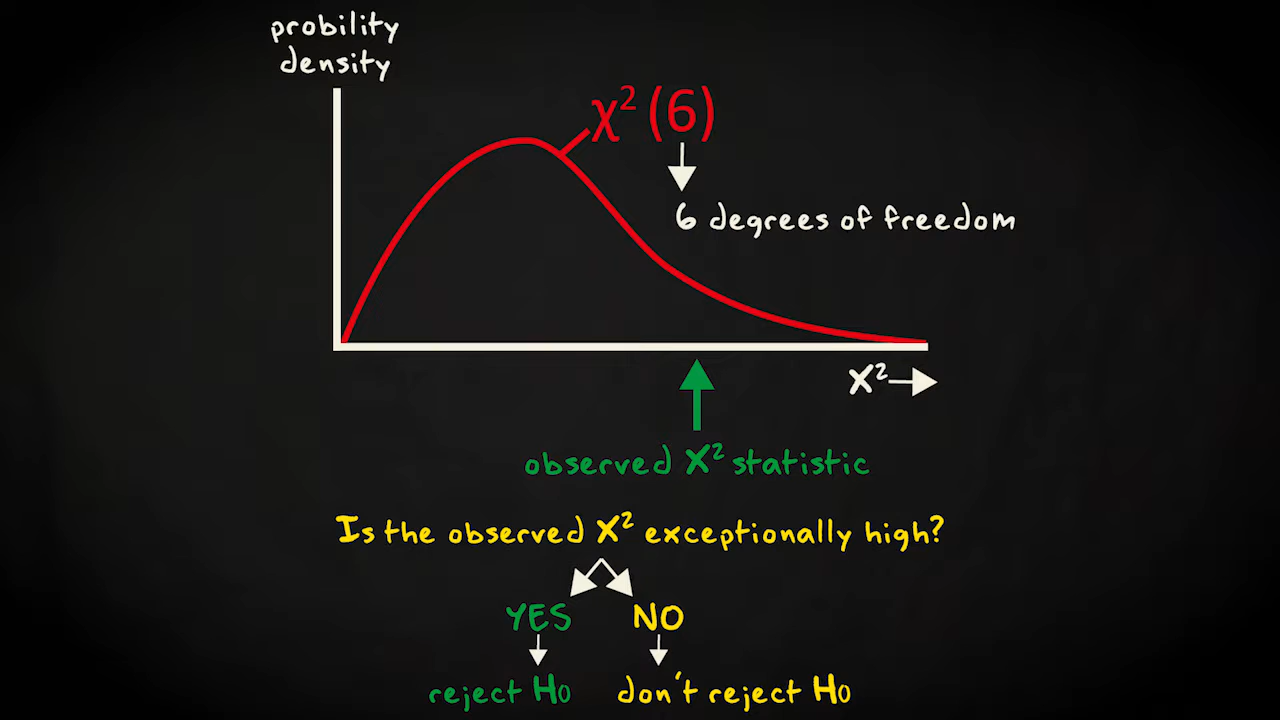 probility
density
χ² (6)
6 degrees of freedom
X²
observed X² statistic
Is the observed X² exceptionally high?
YES NO
reject H₀ don't reject H₀